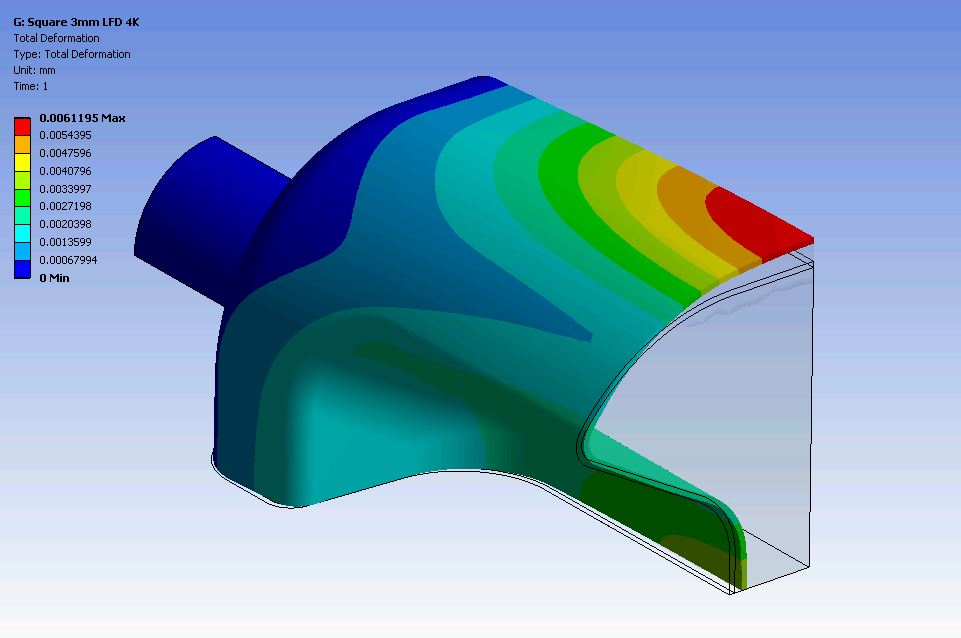 G: Square 3mm LFD 4K
Total Deformation
Type: Total Deformation
Unit: mm
Time: 1
0.0061195 Max
0.0054395
0.0047596
0.0040796
0.0033997
0.0027198
0.0020398
0.0013599
0.00067994
0 Min